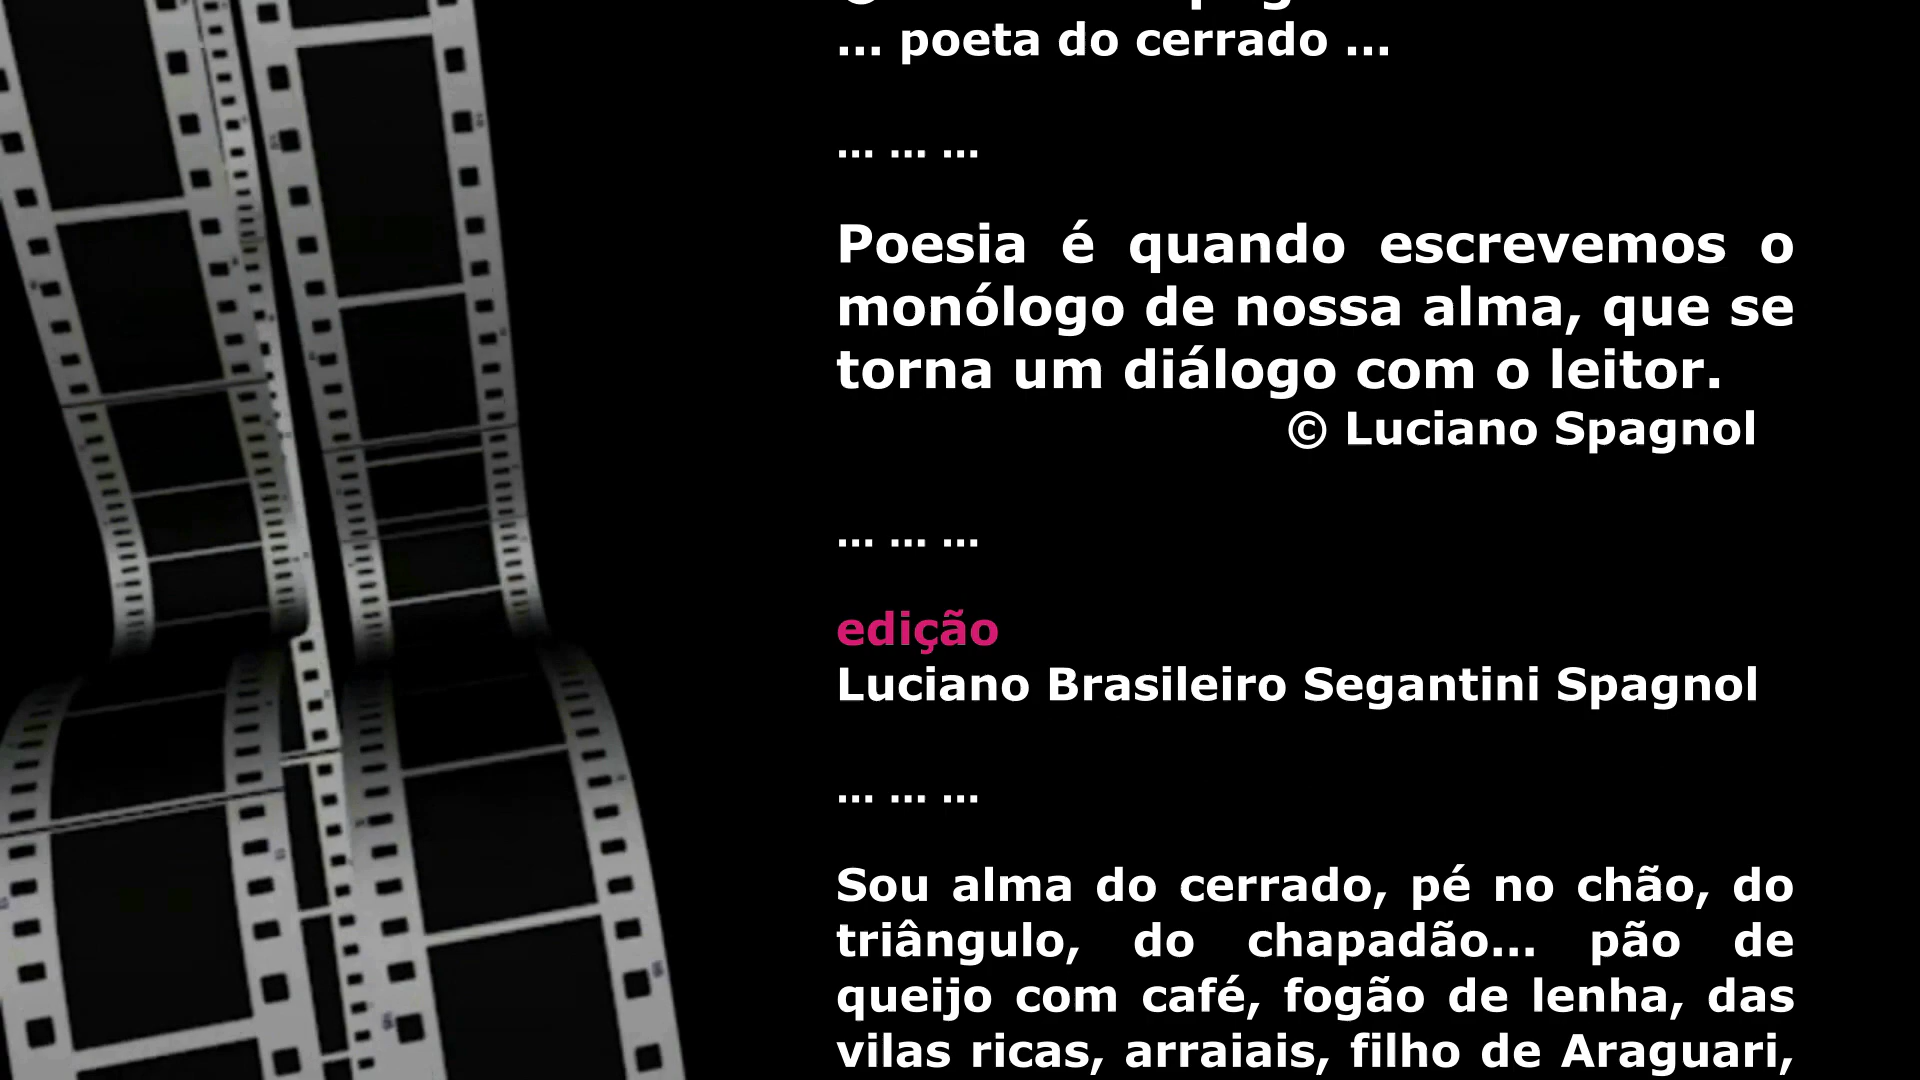 ... poeta do cerrado ...
... ... ...
Poesia é quando escrevemos o
monólogo de nossa alma, que se
torna um diálogo com o leitor.
© Luciano Spagnol
... ... ...
edição
Luciano Brasileiro Segantini Spagnol
... ... ...
Sou alma do cerrado, pé no chão, do
triângulo, do chapadão... pão de
queijo com café, fogão de lenha, das
vilas ricas, arraiais, filho de Araguari,